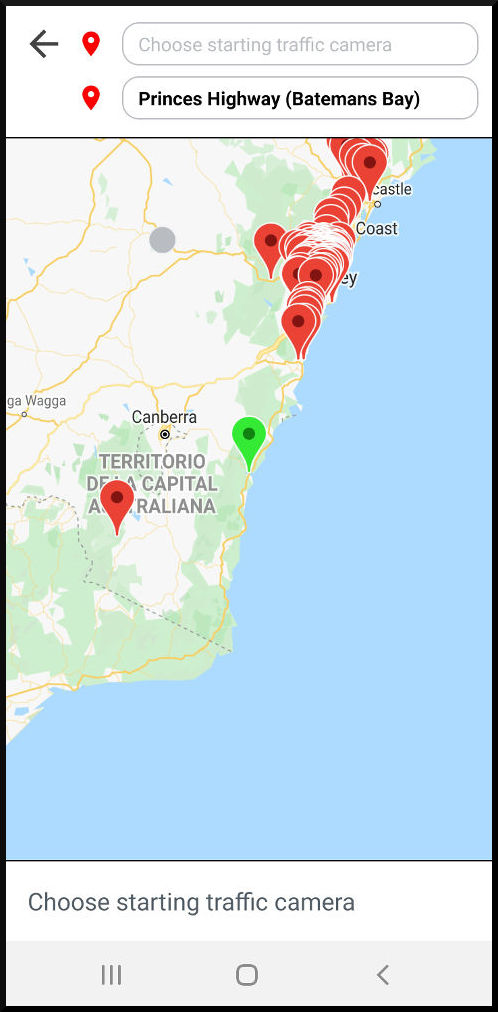 Choose starting traffic camera
Princes Highway (Batemans Bay)
castle
Coast
ey
ga Wagga
Canberra
TERRITORIO
DE LA CAPITAL
AUSTRALIANA
Choose starting traffic camera